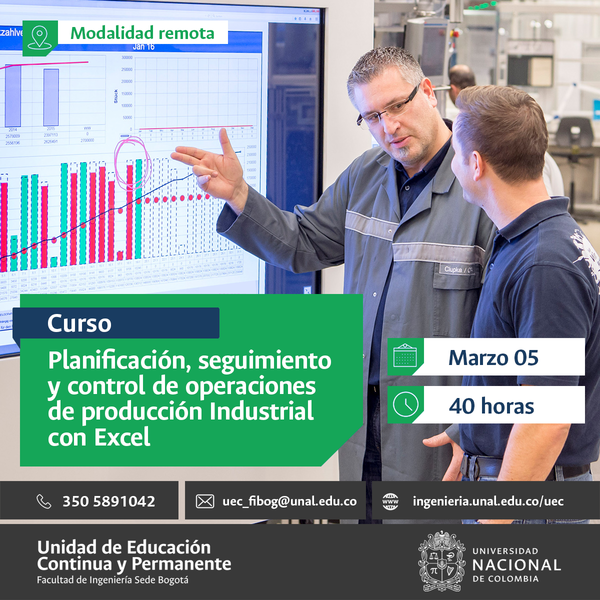 Modalidad remota
Jan 16
Curso
Planificación, seguimiento
y control de operaciones
de producción Industrial
con Excel
Marzo 05
40 horas
350 5891042
uec_fibog@unal.edu.co
ingenieria.unal.edu.co/uec
Unidad de Educación
Continua y Permanente
Facultad de Ingeniería Sede Bogotá
UNIVERSIDAD
NACIONAL
DE COLOMBIA